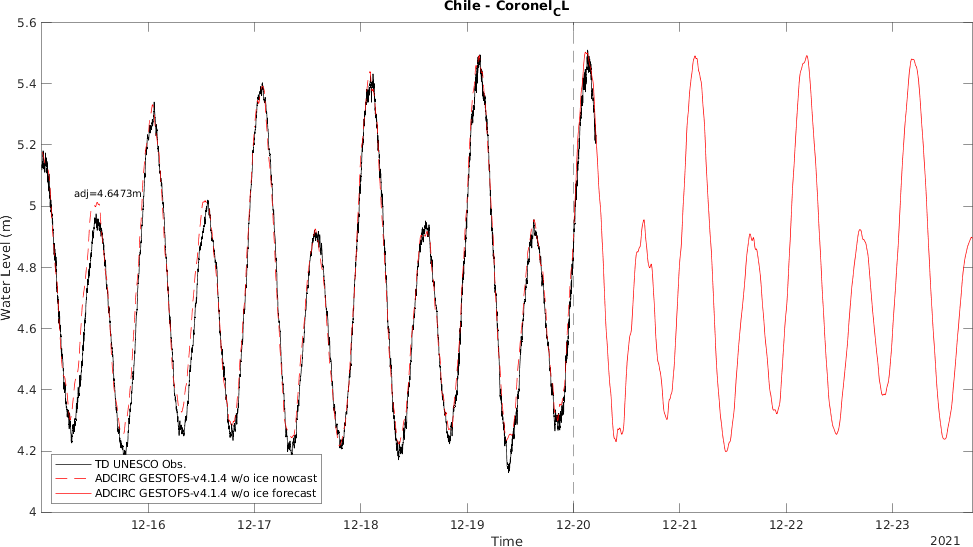 Chile - Coronel_CL
5.6
5.4
5.2
5
4.8
4.6
4.4
4.2
4
Water Level (m)
adj=4.6473m
TD UNESCO Obs.
ADCIRC GESTOFS-v4.1.4 w/o ice nowcast
ADCIRC GESTOFS-v4.1.4 w/o ice forecast
12-16
12-17
12-18
12-19
12-20
12-21
12-22
12-23
Time
2021